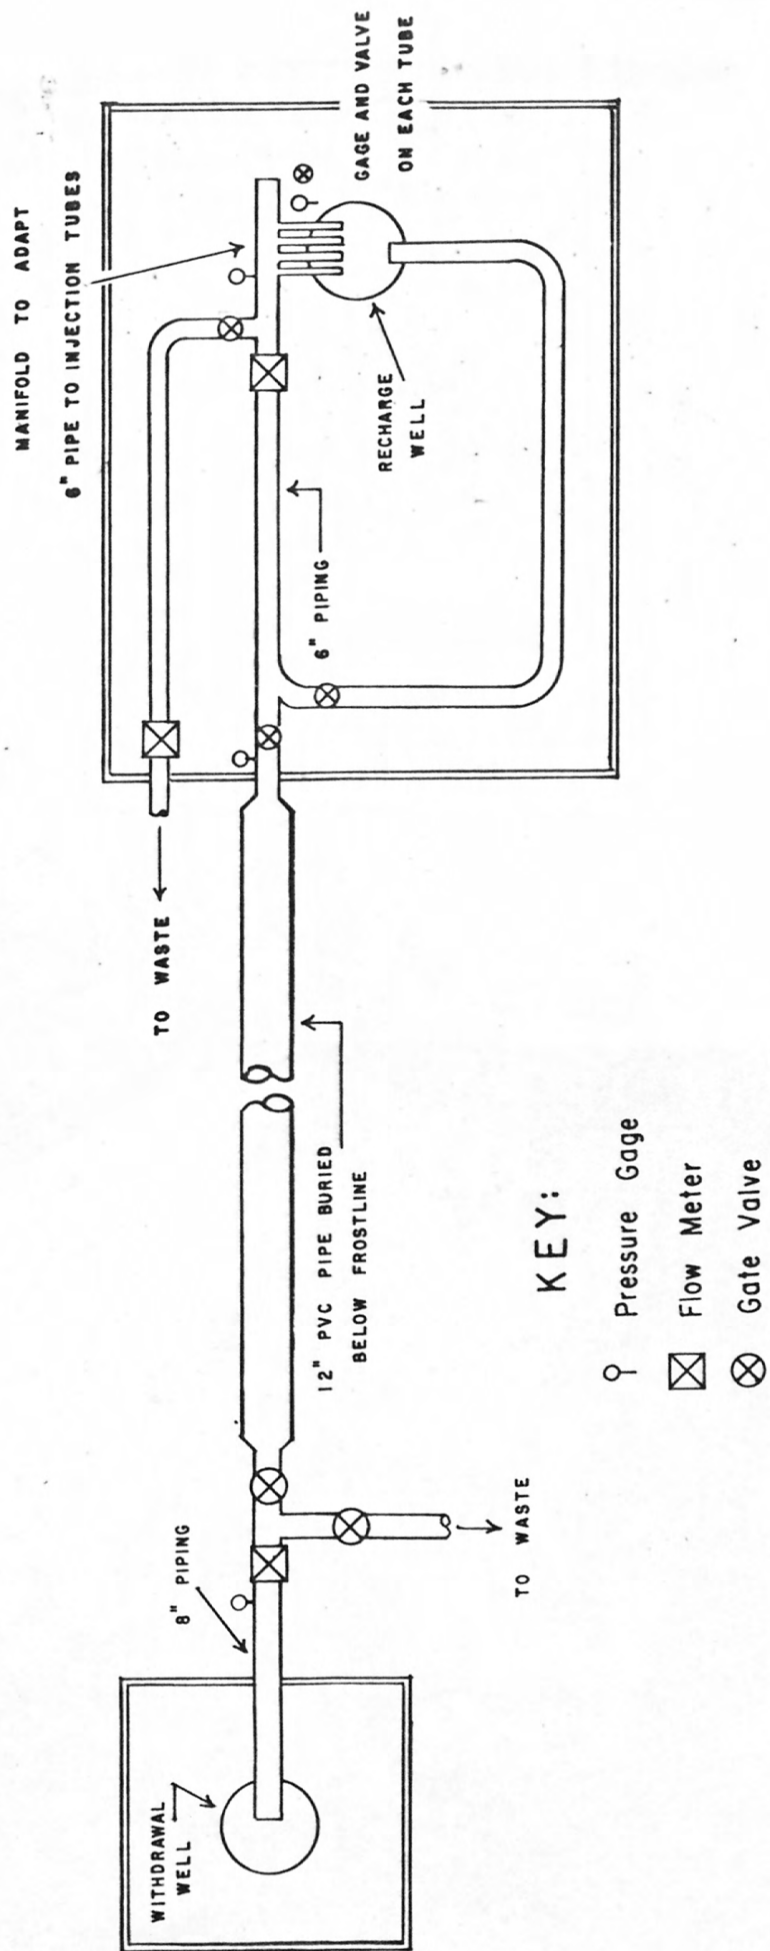 MANIFOLD TO ADAPT
6" PIPE TO INJECTION TUBES
GAGE AND VALVE
ON EACH TUBE
RECHARGE
WELL
6" PIPING
TO WASTE
12" PVC PIPE BURIED
BELOW FROSTLINE
8" PIPING
TO WASTE
WITHDRAWAL
WELL
KEY:
Pressure Gage
Flow Meter
Gate Valve